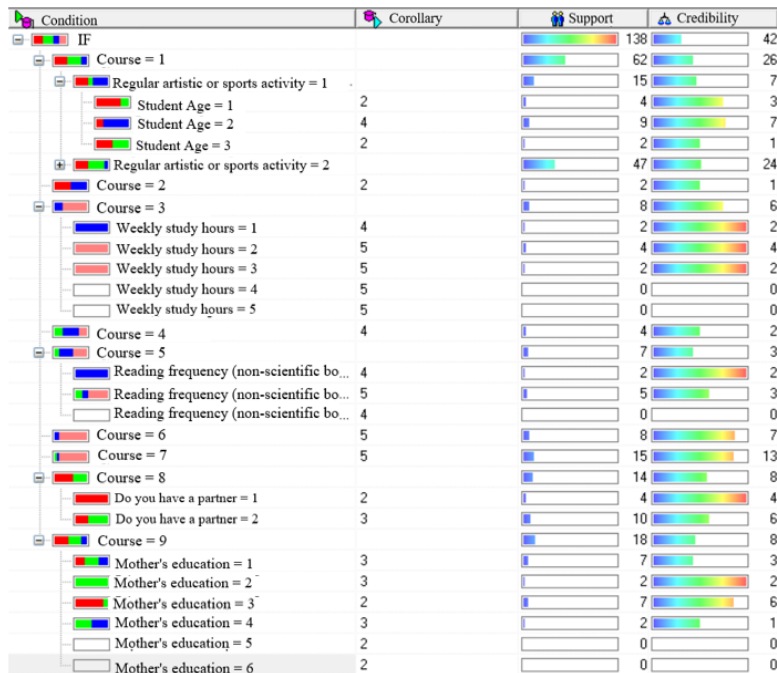 Condition Corollary Support Credibility
IF 138 42
Course = 1 62 26
Regular artistic or sports activity = 1 15 7
Student Age = 1 2 4 3
Student Age = 2 4 9 7
Student Age = 3 2 2 1
Regular artistic or sports activity = 2 47 24
Course = 2 2 2 1
Course = 3 8 6
Weekly study hours = 1 4 2 2
Weekly study hours = 2 5 4 4
Weekly study hours = 3 5 2 2
Weekly study hours = 4 5 0 0
Weekly study hours = 5 5 0 0
Course = 4 4 4 2
Course = 5 7 3
Reading frequency (non-scientific bo... 4 2 2
Reading frequency (non-scientific bo... 5 5 3
Reading frequency (non-scientific bo... 4 0 0
Course = 6 5 8 7
Course = 7 5 15 13
Course = 8 14 8
Do you have a partner = 1 2 4 4
Do you have a partner = 2 3 10 6
Course = 9 18 8
Mother's education = 1 3 7 3
Mother's education = 2 3 2 2
Mother's education = 3 2 7 6
Mother's education = 4 3 2 1
Mother's education = 5 2 0 0
Mother's education = 6 2 0 0